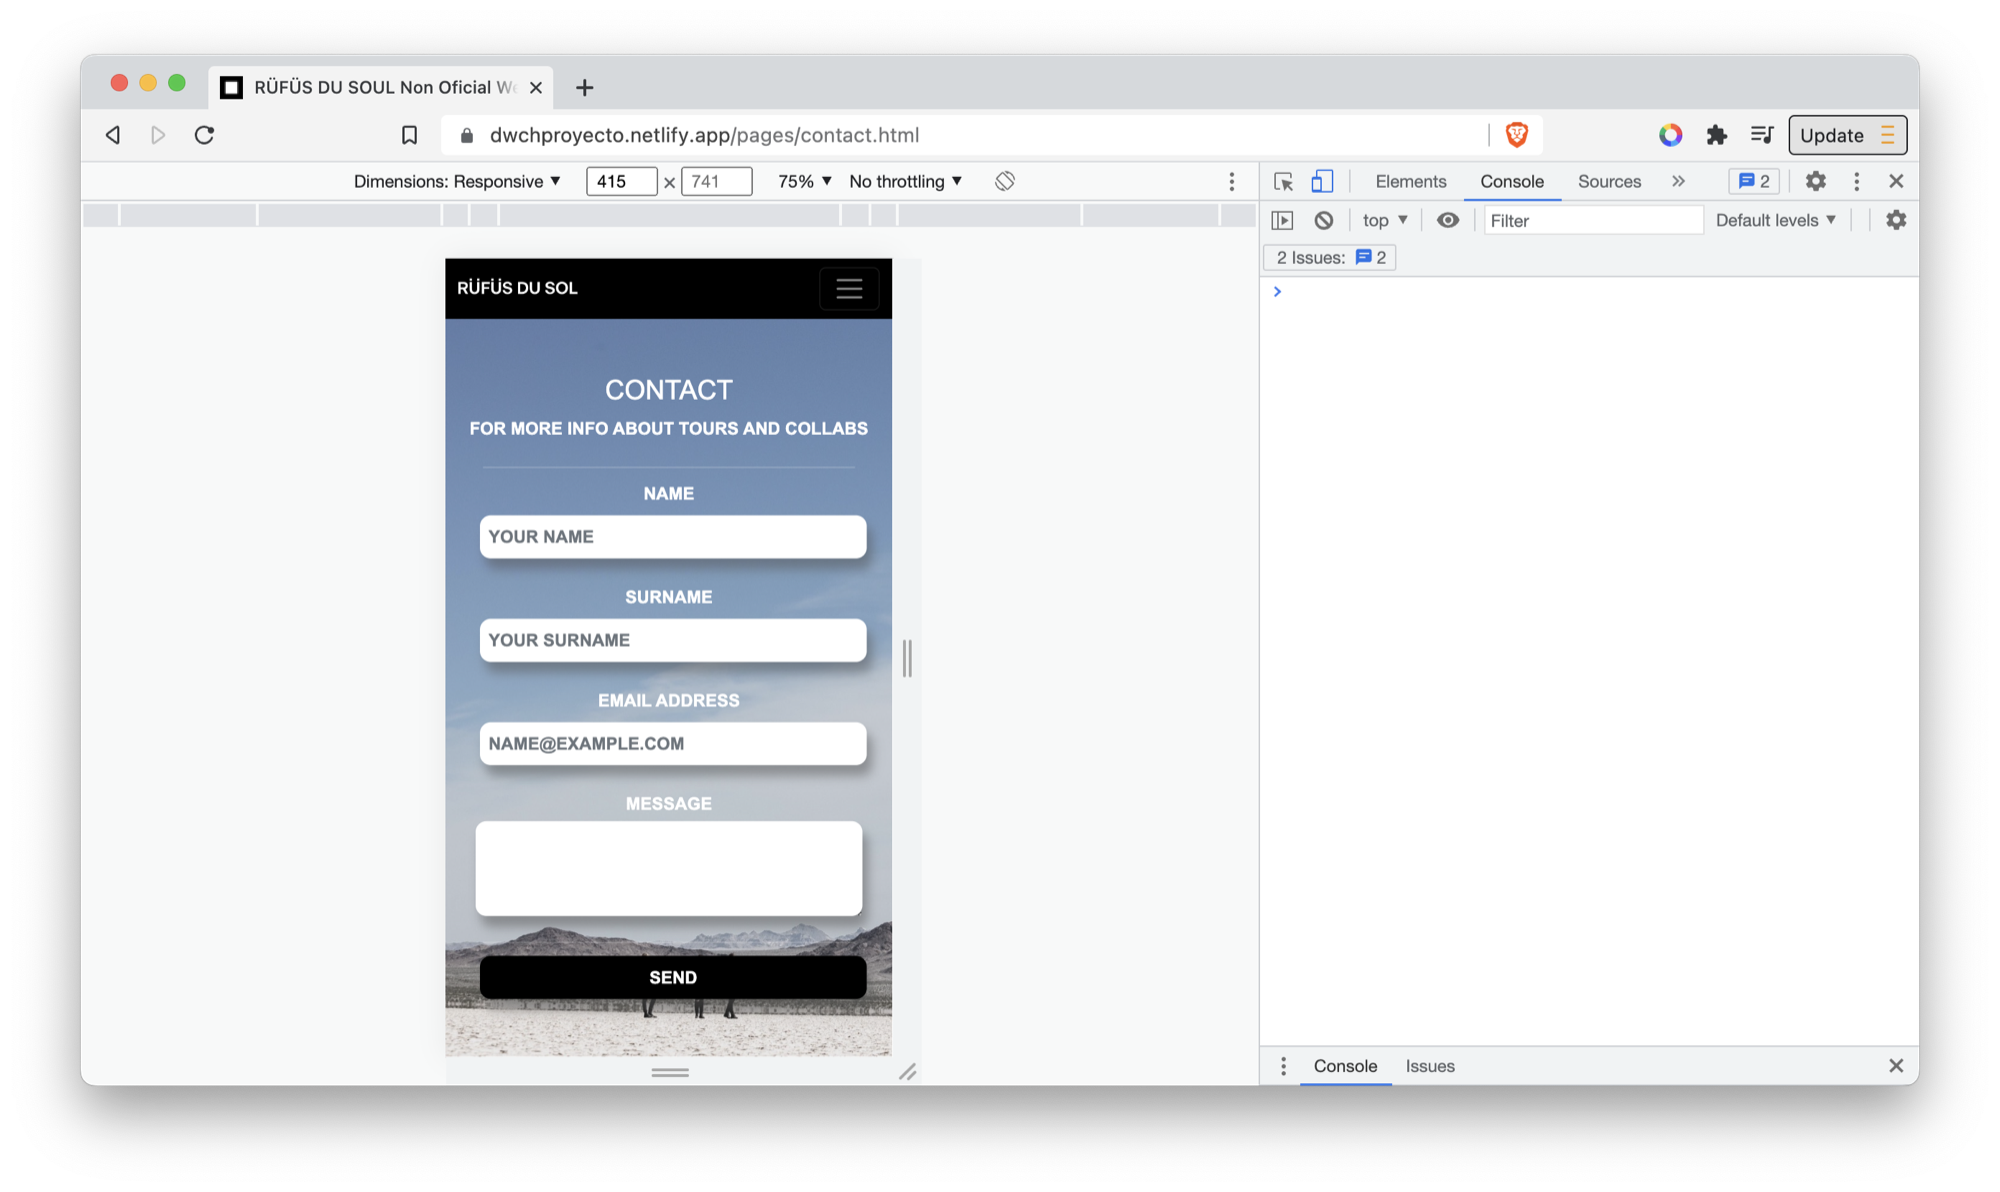 RÜFÜS DU SOUL Non Oficial We
dwchproyecto.netlify.app/pages/contact.html
Update
Dimensions: Responsive
415 × 741
75%
No throttling
Elements
Console
Sources
2
top
Filter
Default levels
2 Issues: 2
RÜFÜS DU SOL
CONTACT
FOR MORE INFO ABOUT TOURS AND COLLABS
NAME
YOUR NAME
SURNAME
YOUR SURNAME
EMAIL ADDRESS
NAME@EXAMPLE.COM
MESSAGE
SEND
Console
Issues